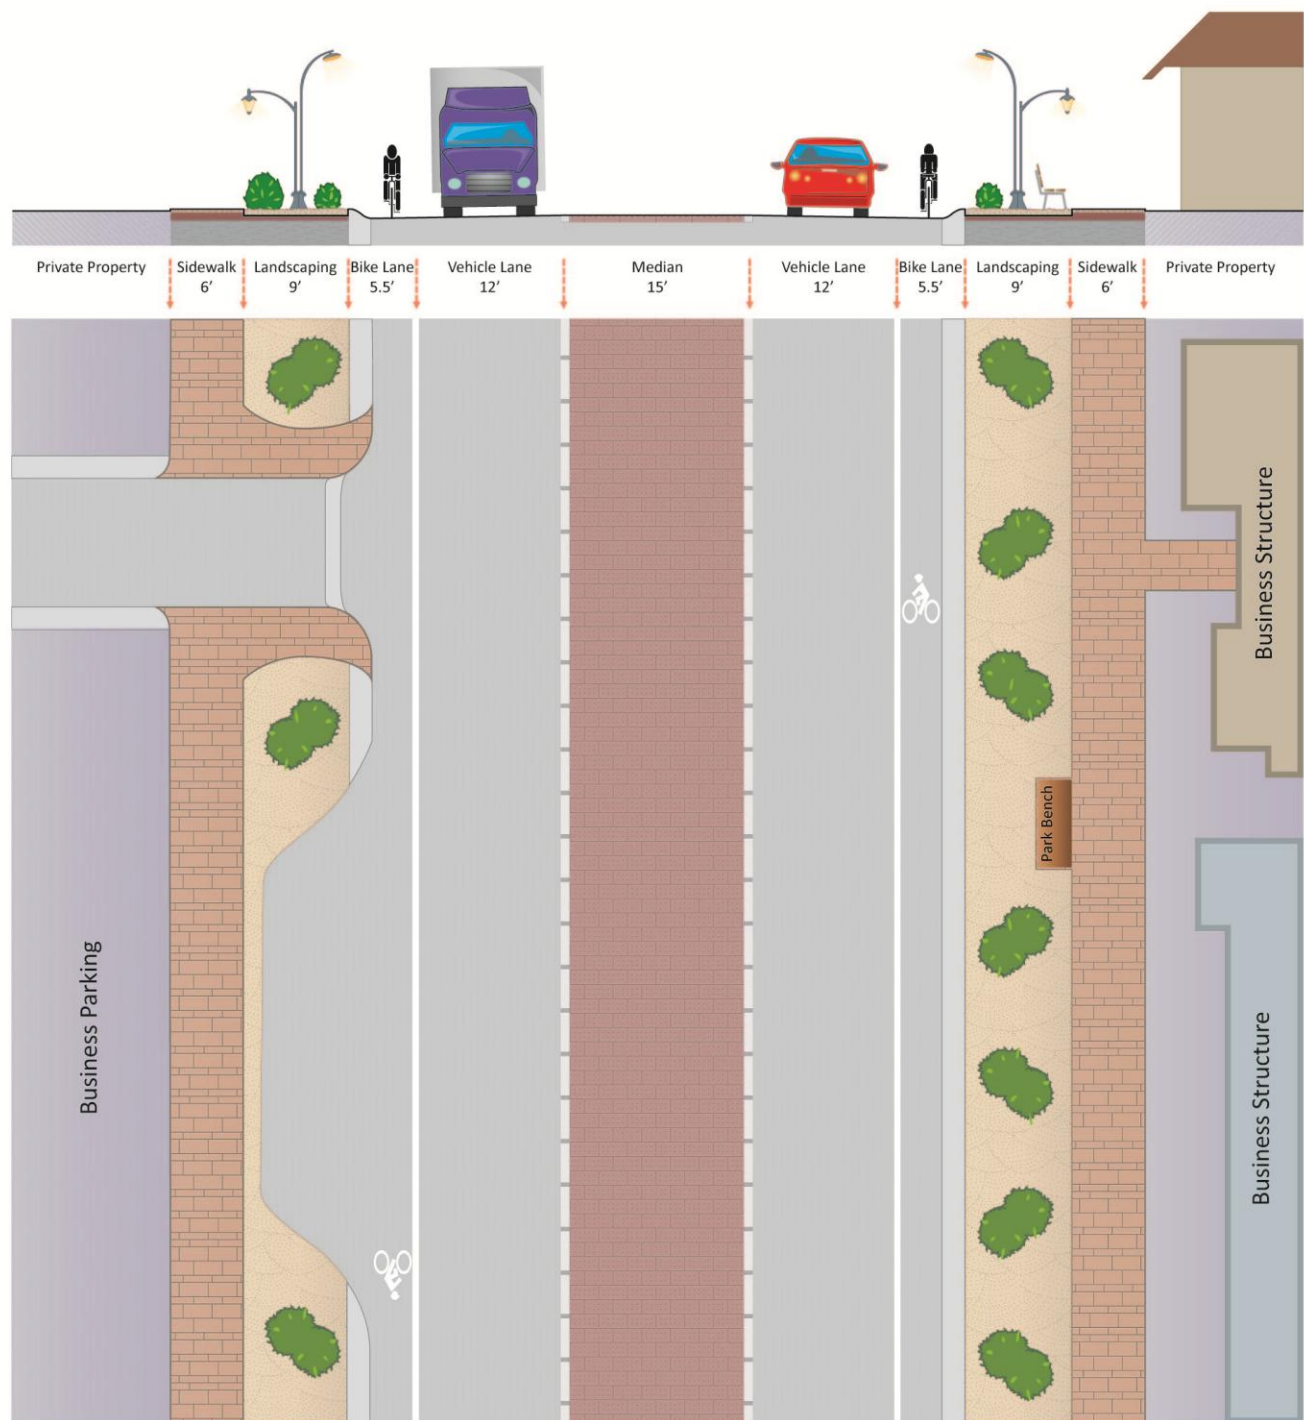 Private Property
Sidewalk
6’
Landscaping
9’
Bike Lane
5.5’
Vehicle Lane
12’
Median
15’
Vehicle Lane
12’
Bike Lane
5.5’
Landscaping
9’
Sidewalk
6’
Private Property
Business Structure
Park Bench
Business Parking
Business Structure